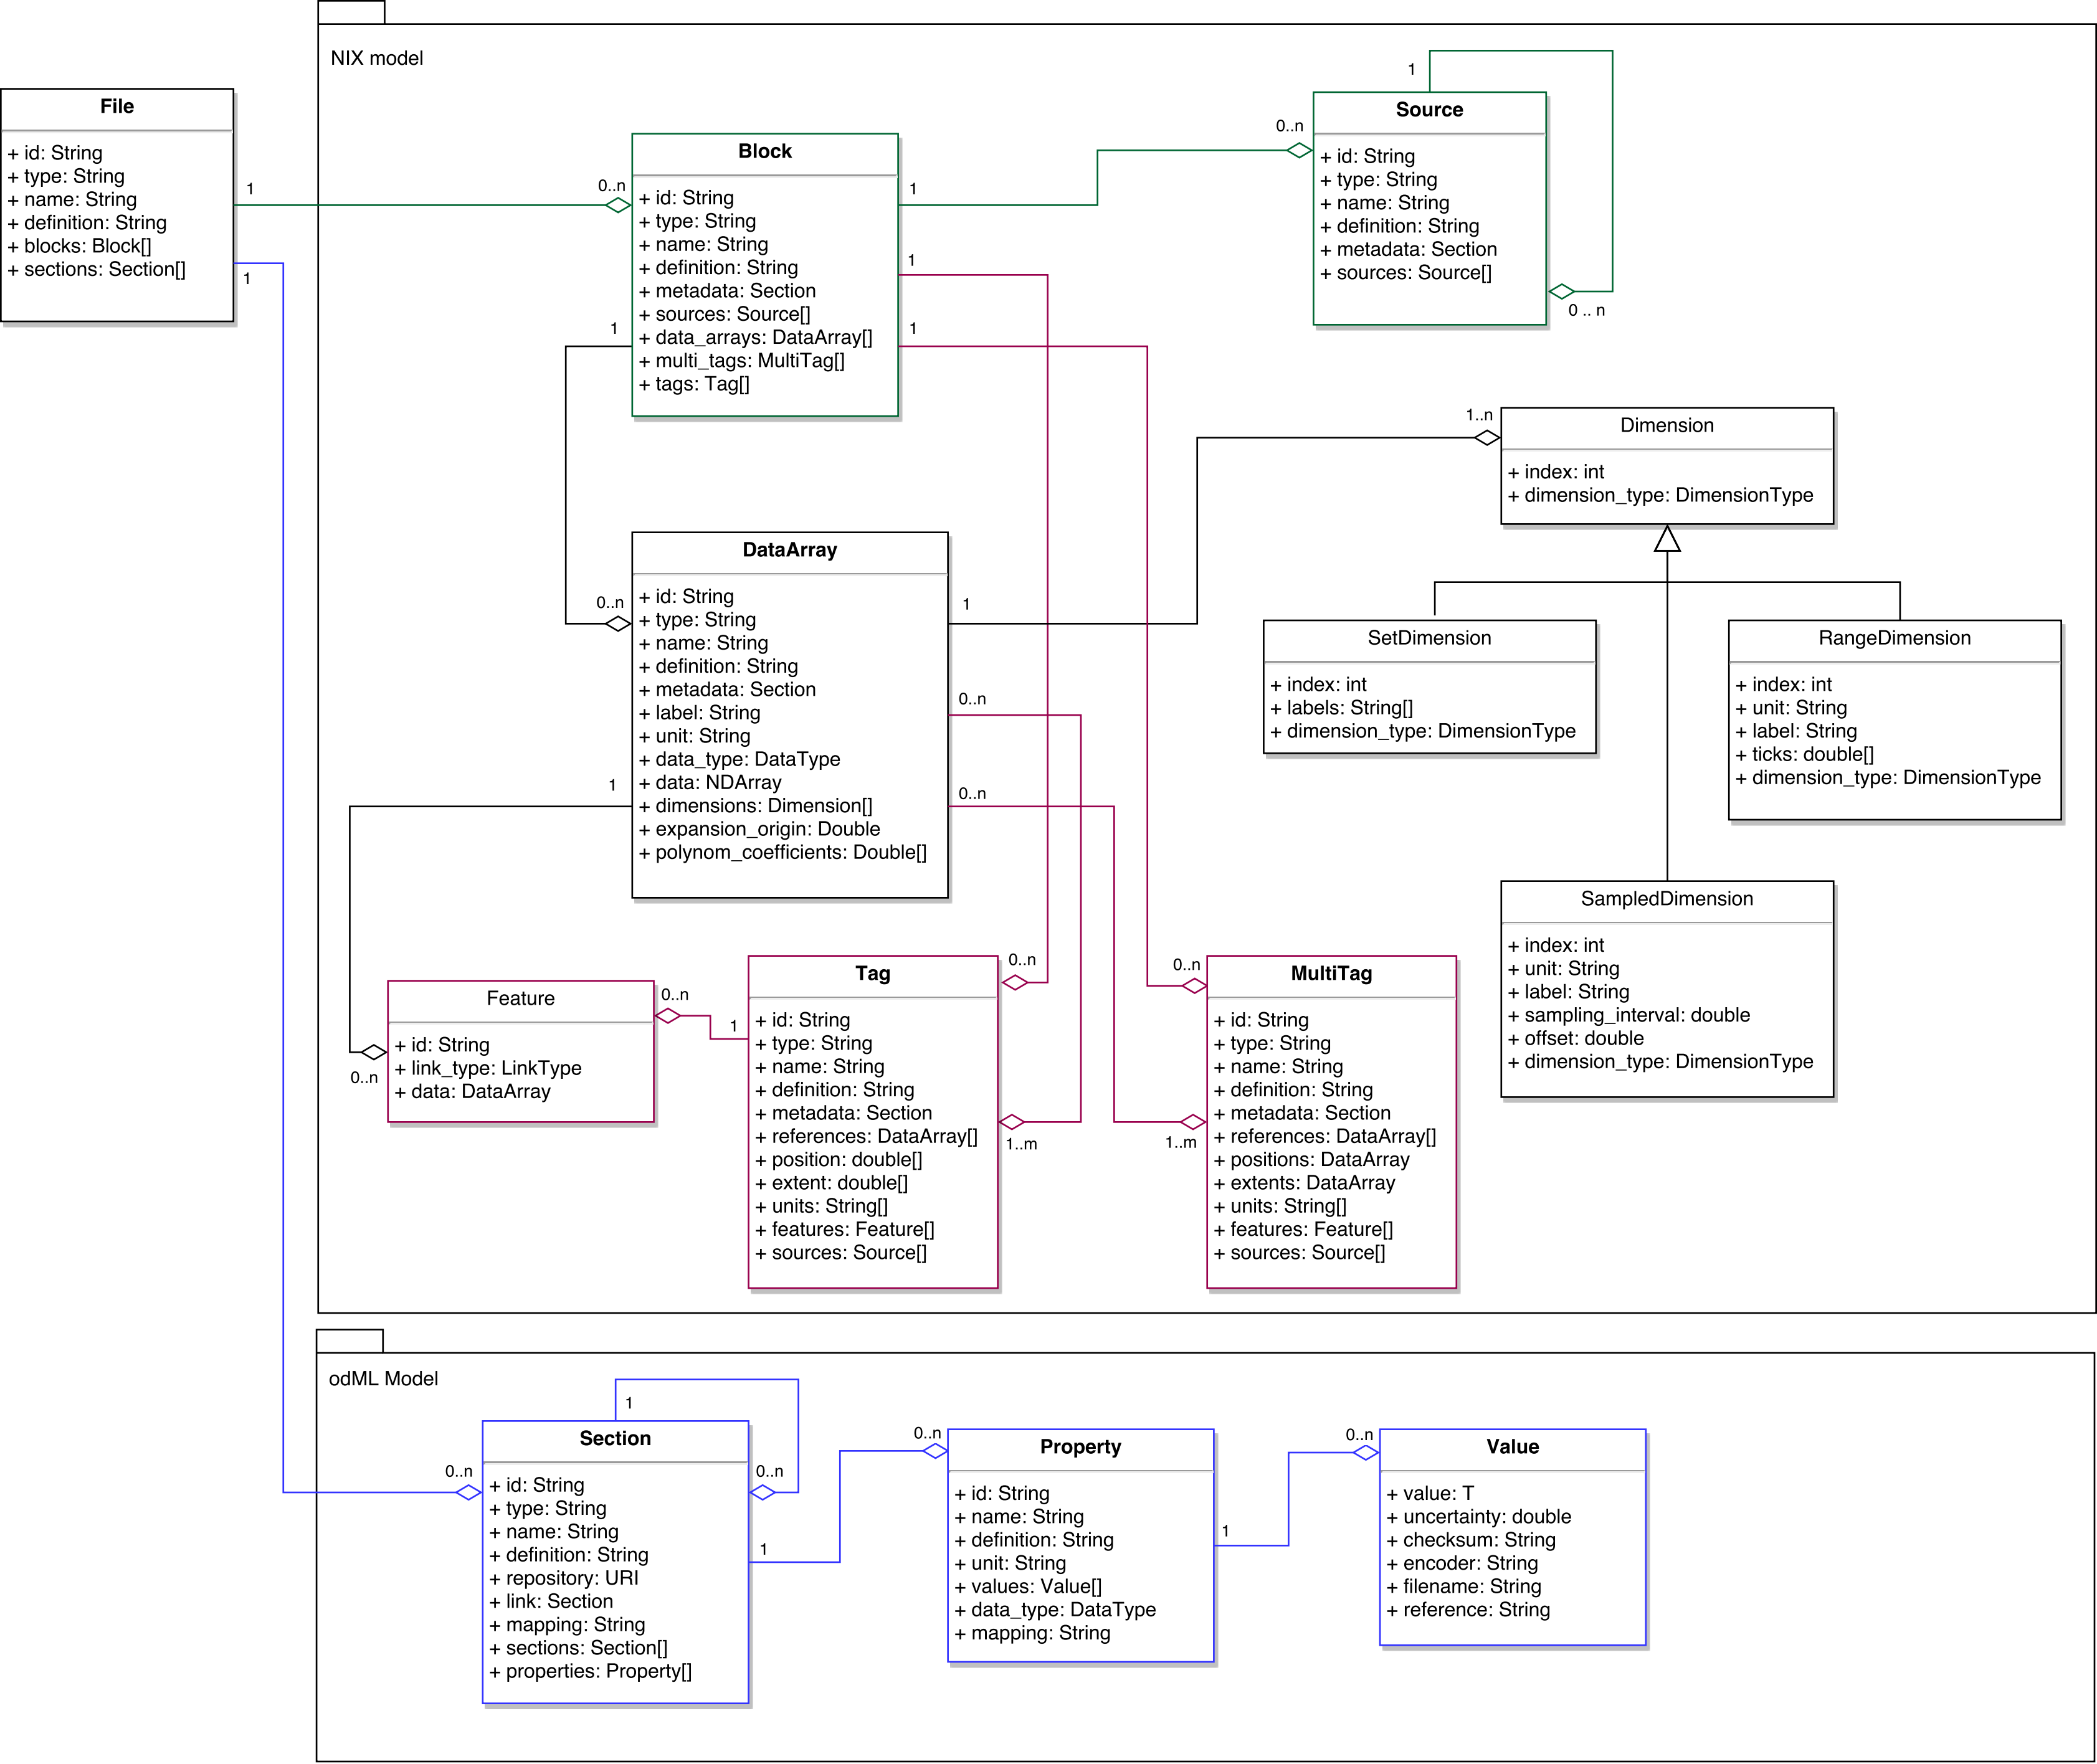 NIX model
File
+ id: String
+ type: String
+ name: String
+ definition: String
+ blocks: Block[]
+ sections: Section[]
1
1
0..n
Block
+ id: String
+ type: String
+ name: String
+ definition: String
+ metadata: Section
+ sources: Source[]
+ data_arrays: DataArray[]
+ multi_tags: MultiTag[]
+ tags: Tag[]
1
1
1
1
0..n
1
Source
+ id: String
+ type: String
+ name: String
+ definition: String
+ metadata: Section
+ sources: Source[]
0 .. n
1..n
Dimension
+ index: int
+ dimension_type: DimensionType
0..n
DataArray
+ id: String
+ type: String
+ name: String
+ definition: String
+ metadata: Section
+ label: String
+ unit: String
+ data_type: DataType
+ data: NDArray
+ dimensions: Dimension[]
+ expansion_origin: Double
+ polynom_coefficients: Double[]
1
0..n
0..n
1
SetDimension
+ index: int
+ labels: String[]
+ dimension_type: DimensionType
RangeDimension
+ index: int
+ unit: String
+ label: String
+ ticks: double[]
+ dimension_type: DimensionType
SampledDimension
+ index: int
+ unit: String
+ label: String
+ sampling_interval: double
+ offset: double
+ dimension_type: DimensionType
Feature
+ id: String
+ link_type: LinkType
+ data: DataArray
0..n
0..n
1
Tag
+ id: String
+ type: String
+ name: String
+ definition: String
+ metadata: Section
+ references: DataArray[]
+ position: double[]
+ extent: double[]
+ units: String[]
+ features: Feature[]
+ sources: Source[]
0..n
1..m
0..n
1..m
MultiTag
+ id: String
+ type: String
+ name: String
+ definition: String
+ metadata: Section
+ references: DataArray[]
+ positions: DataArray
+ extents: DataArray
+ units: String[]
+ features: Feature[]
+ sources: Source[]
odML Model
1
0..n
Section
+ id: String
+ type: String
+ name: String
+ definition: String
+ repository: URI
+ link: Section
+ mapping: String
+ sections: Section[]
+ properties: Property[]
0..n
1
0..n
Property
+ id: String
+ name: String
+ definition: String
+ unit: String
+ values: Value[]
+ data_type: DataType
+ mapping: String
1
0..n
Value
+ value: T
+ uncertainty: double
+ checksum: String
+ encoder: String
+ filename: String
+ reference: String